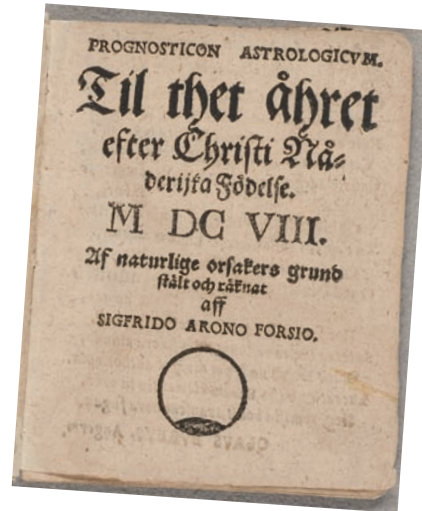 PROGNOSTICON ASTROLOGICVM.
Til thet åhret
efter Christi Nå⸗
derijka Födelse.
M DC VIII.
Af naturlige orsakers grund
stält och räknat
aff
SIGFRIDO ARONO FORSIO.